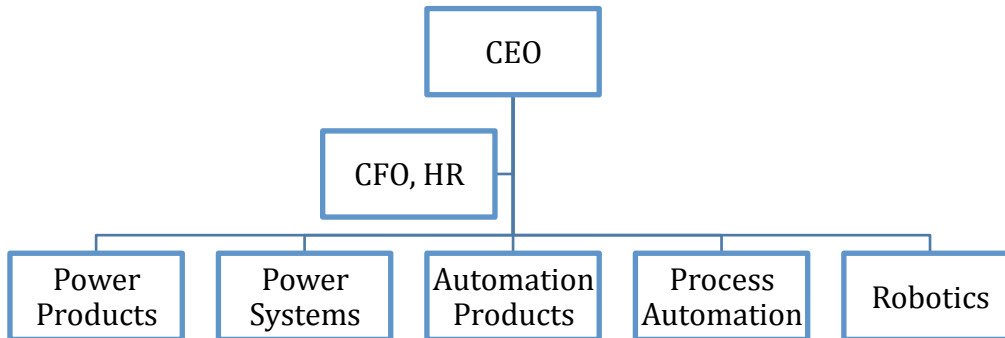 CEO
CFO, HR
Power
Products
Power
Systems
Automation
Products
Process
Automation
Robotics